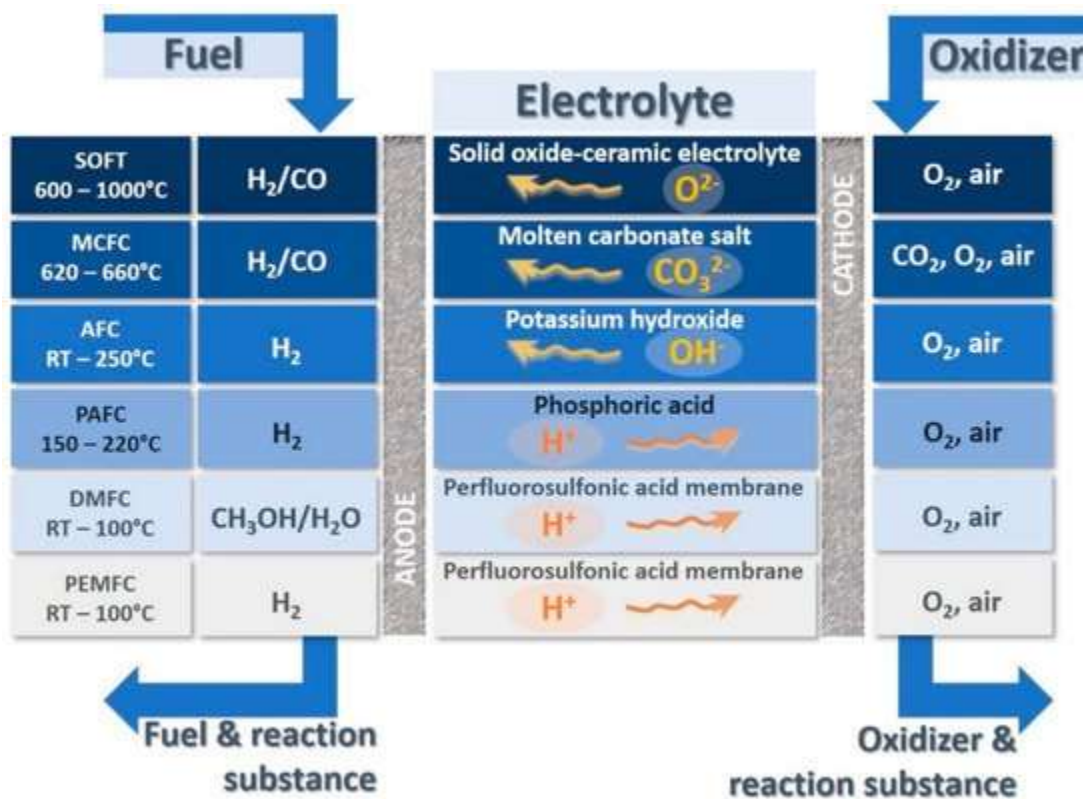 Fuel
Oxidizer
Electrolyte
SOFT
600 – 1000°C
H₂/CO
Solid oxide-ceramic electrolyte
O²⁻
O₂, air
MCFC
620 – 660°C
H₂/CO
Molten carbonate salt
CO₃²⁻
CO₂, O₂, air
AFC
RT – 250°C
H₂
Potassium hydroxide
OH⁻
O₂, air
PAFC
150 – 220°C
H₂
Phosphoric acid
H⁺
O₂, air
DMFC
RT – 100°C
CH₃OH/H₂O
Perfluorosulfonic acid membrane
H⁺
O₂, air
PEMFC
RT – 100°C
H₂
Perfluorosulfonic acid membrane
H⁺
O₂, air
ANODE
CATHODE
Fuel & reaction
substance
Oxidizer &
reaction substance